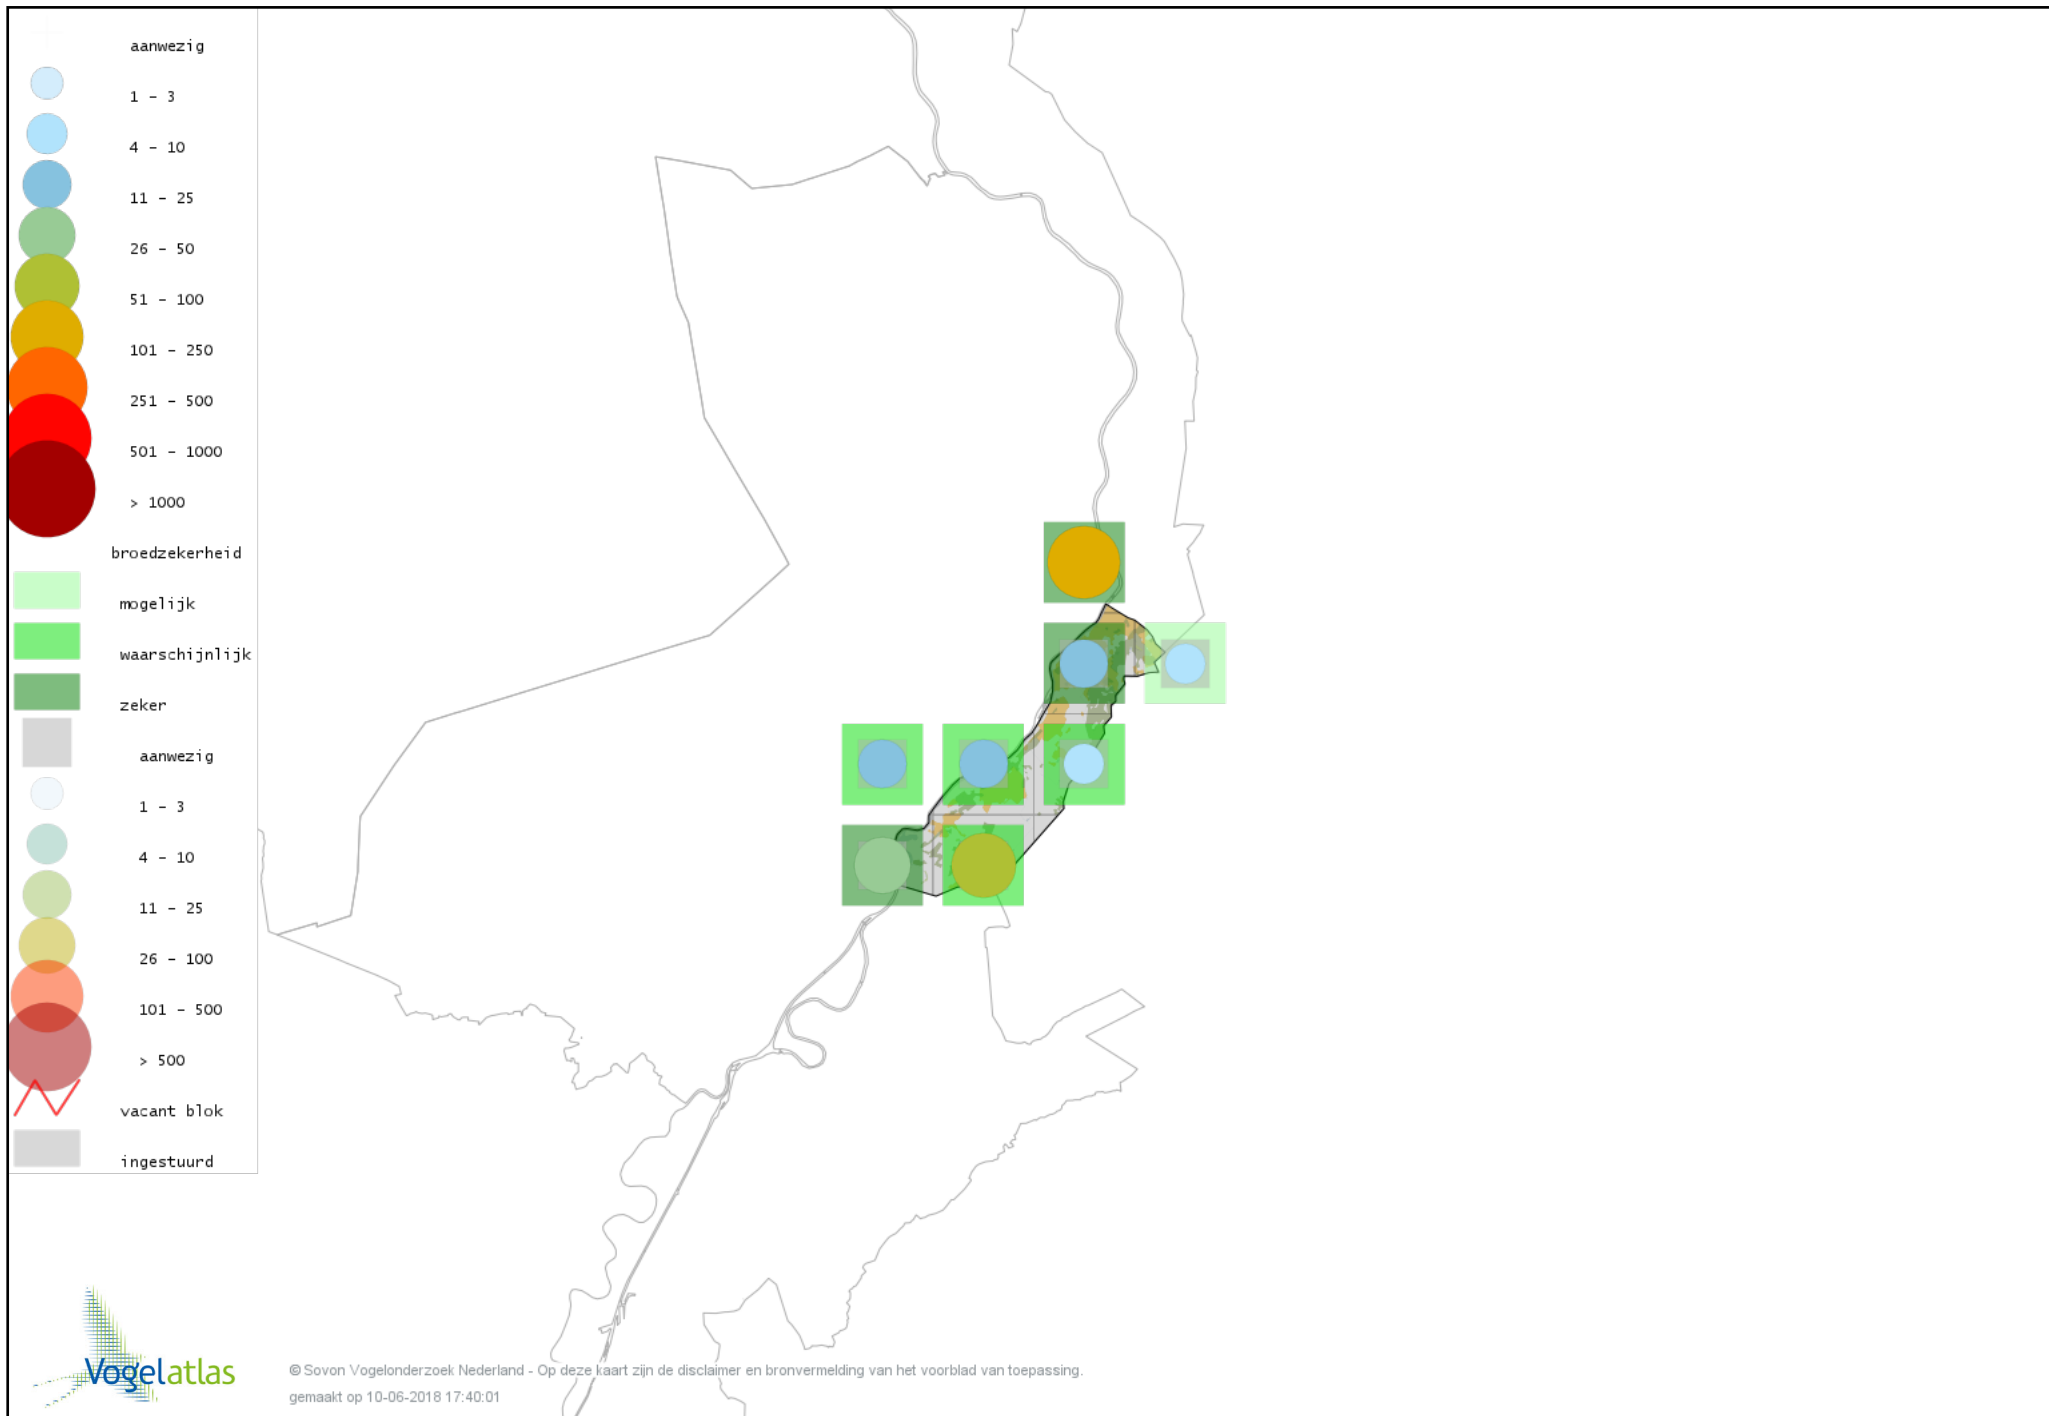 aanwezig
1 - 3
4 - 10
11 - 25
26 - 50
51 - 100
101 - 250
251 - 500
501 - 1000
> 1000
broedzekerheid
mogelijk
waarschijnlijk
zeker
aanwezig
1 - 3
4 - 10
11 - 25
26 - 100
101 - 500
> 500
vacant blok
ingestuurd
Vogelatlas
© Sovon Vogelonderzoek Nederland - Op deze kaart zijn de disclaimer en bronvermelding van het voorblad van toepassing.
gemaakt op 10-06-2018 17:40:01